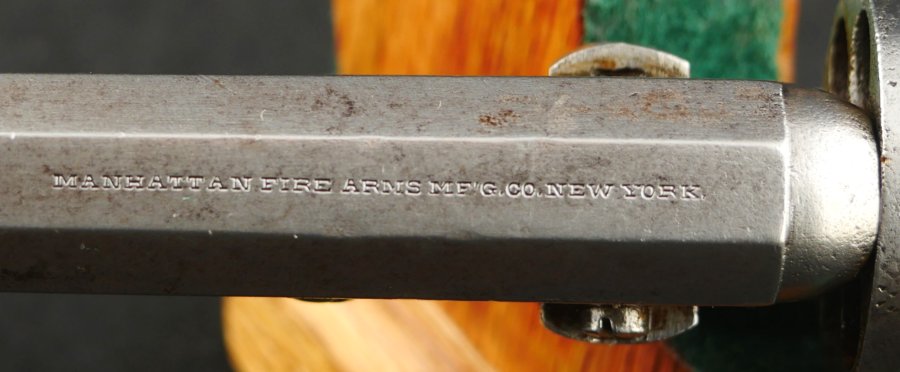 MANHATTAN FIRE ARMS MF'G. CO. NEW YORK.